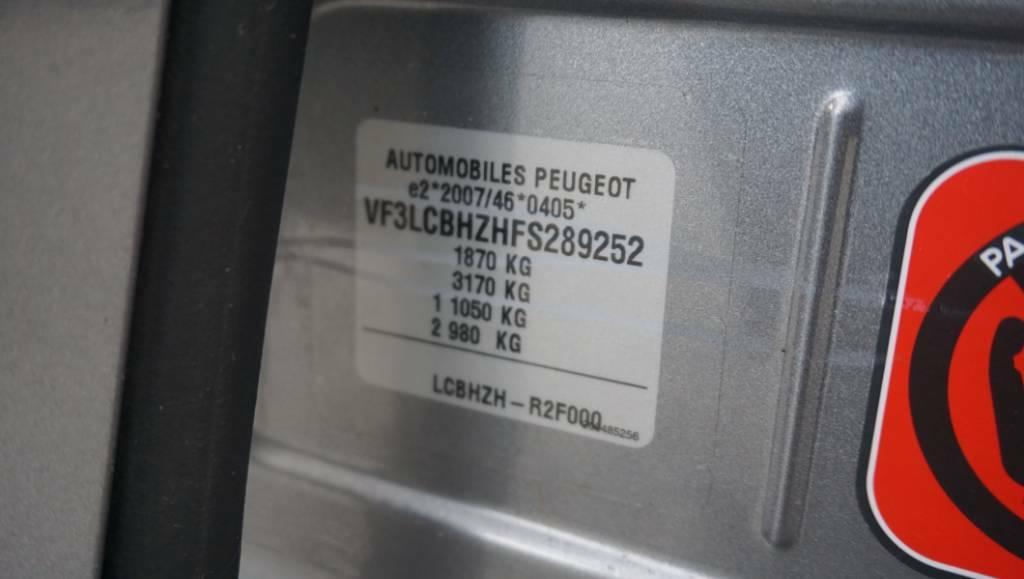 AUTOMOBILES PEUGEOT
e2*2007/46*0405*
VF3LCBHZHFS289252
1870 KG
3170 KG
1 1050 KG
2 980 KG
LCBHZH-R2F000
PA